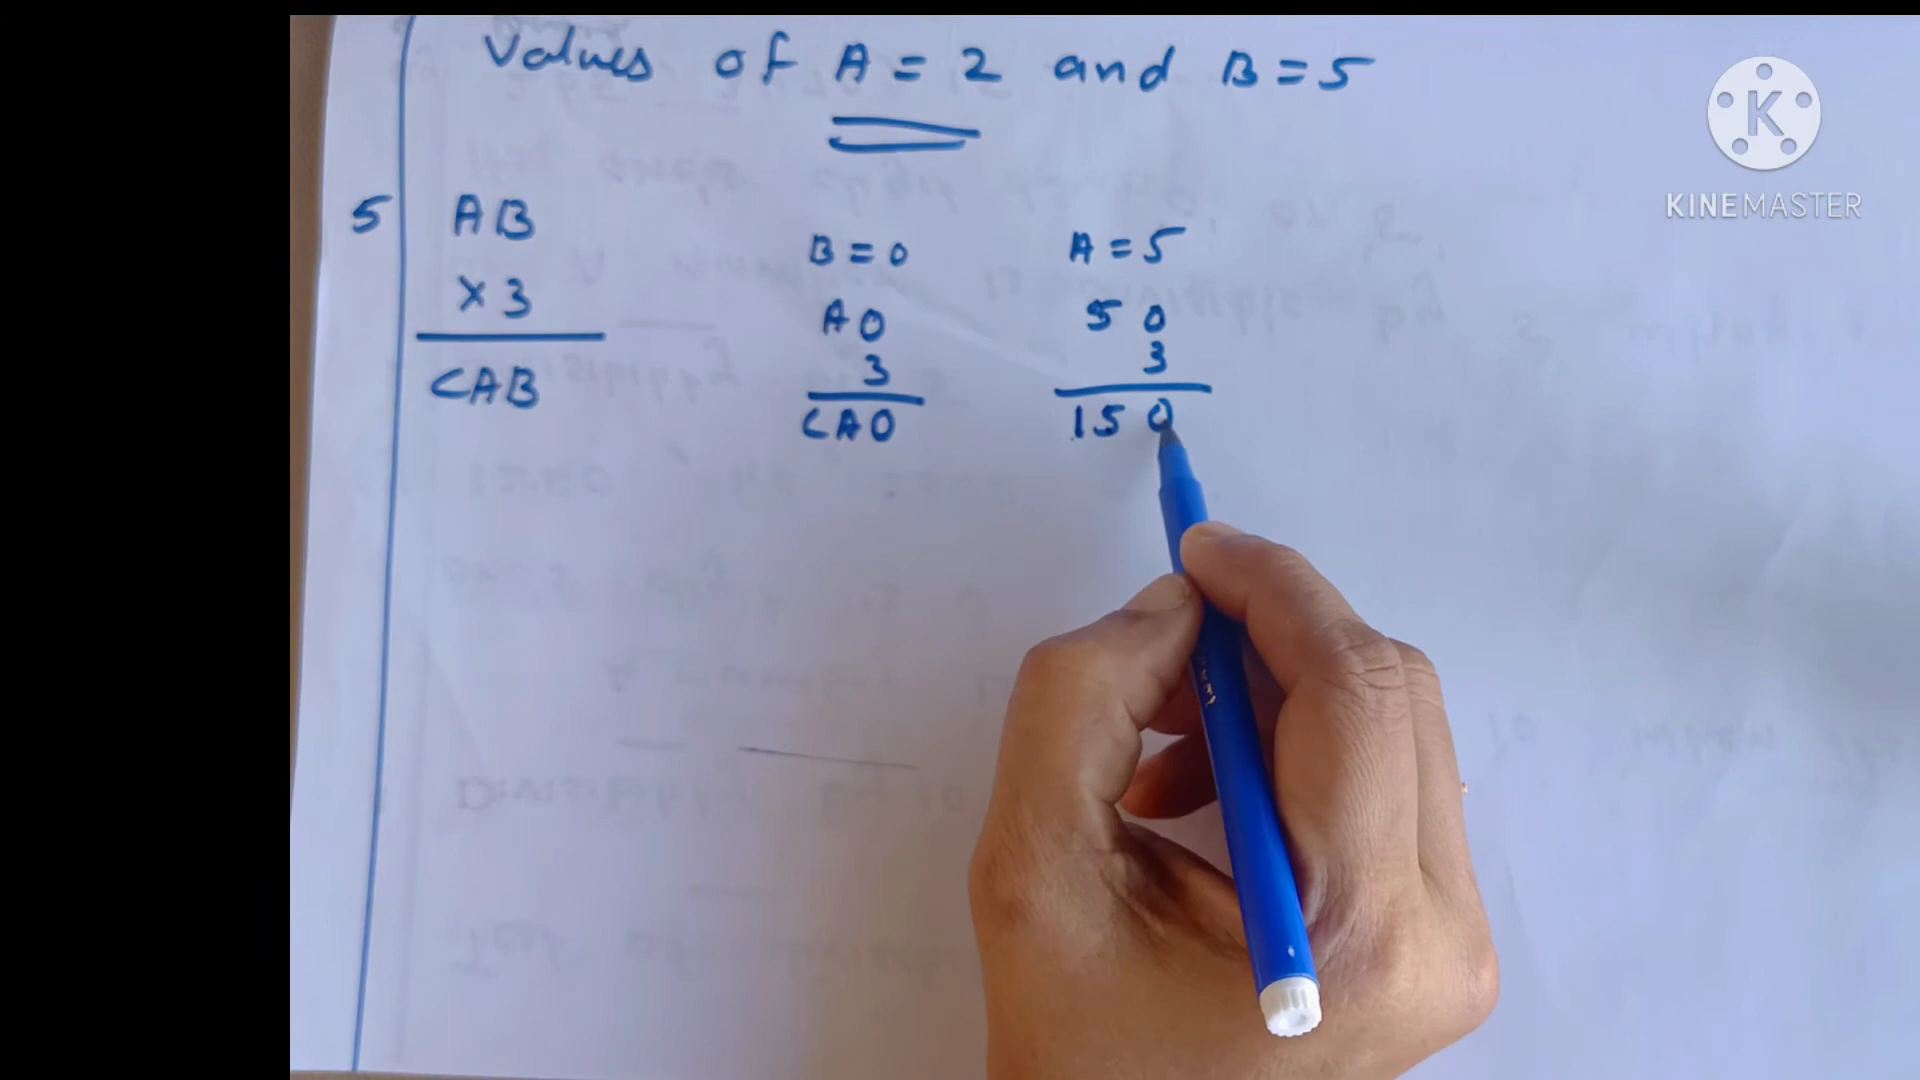 Values of A = 2 and B = 5
5 AB
× 3
CAB
B = 0
A0
3
CA0
A = 5
50
3
150
KINEMASTER